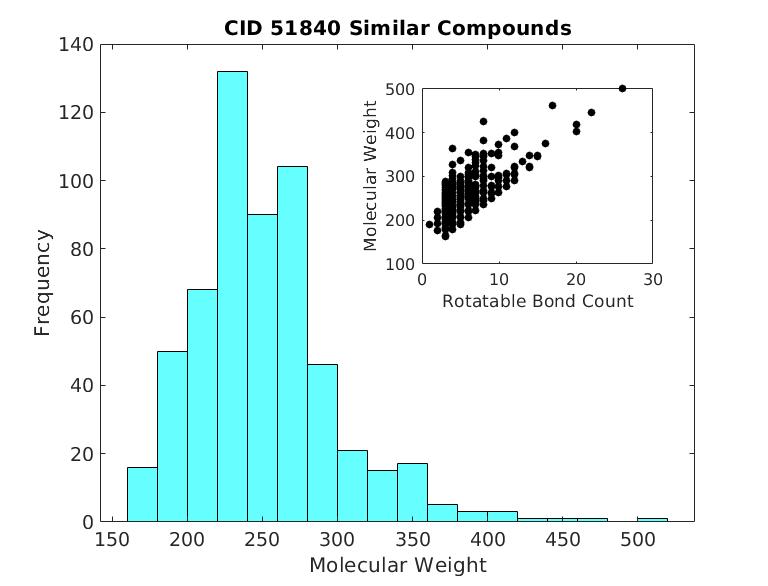 CID 51840 Similar Compounds
140
120
100
80
60
40
20
0
Frequency
150 200 250 300 350 400 450 500
Molecular Weight
500
400
300
200
100
Molecular Weight
0 10 20 30
Rotatable Bond Count